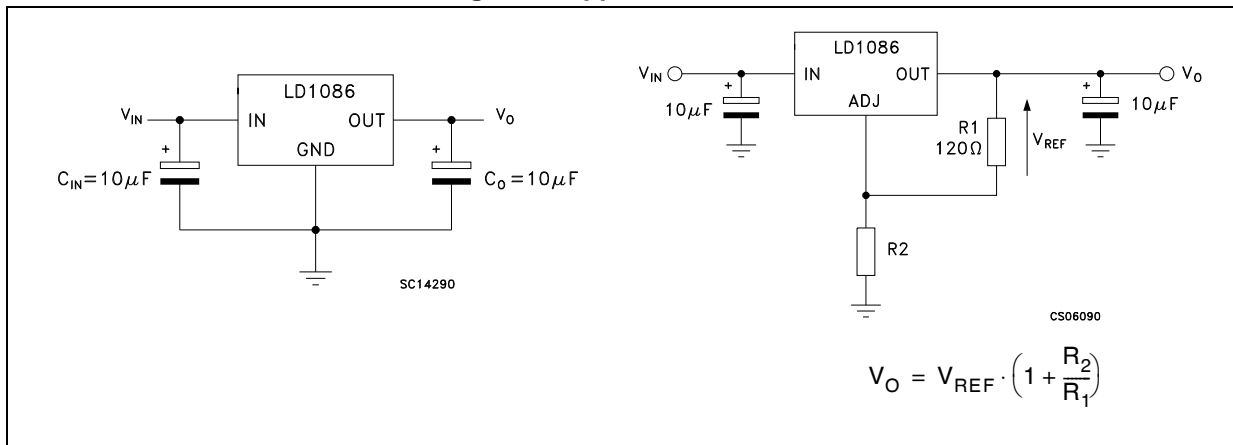 LD1086
V_IN
IN
OUT
V_O
GND
+
+
C_IN=10μF
C_O=10μF
SC14290
LD1086
V_IN
IN
OUT
V_O
ADJ
+
+
10μF
10μF
R1
120Ω
V_REF
R2
CS06090
V_O = V_REF · (1 + R_2/R_1)